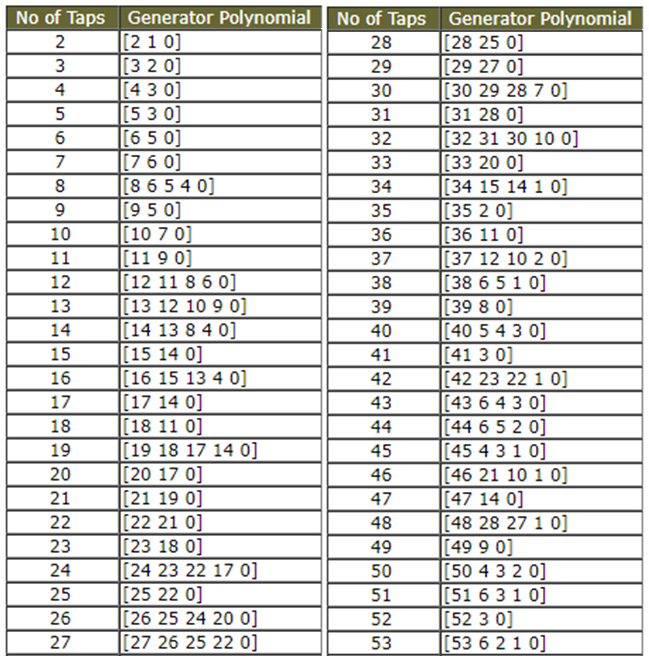 No of Taps Generator Polynomial
2 [2 1 0]
3 [3 2 0]
4 [4 3 0]
5 [5 3 0]
6 [6 5 0]
7 [7 6 0]
8 [8 6 5 4 0]
9 [9 5 0]
10 [10 7 0]
11 [11 9 0]
12 [12 11 8 6 0]
13 [13 12 10 9 0]
14 [14 13 8 4 0]
15 [15 14 0]
16 [16 15 13 4 0]
17 [17 14 0]
18 [18 11 0]
19 [19 18 17 14 0]
20 [20 17 0]
21 [21 19 0]
22 [22 21 0]
23 [23 18 0]
24 [24 23 22 17 0]
25 [25 22 0]
26 [26 25 24 20 0]
27 [27 26 25 22 0]
No of Taps Generator Polynomial
28 [28 25 0]
29 [29 27 0]
30 [30 29 28 7 0]
31 [31 28 0]
32 [32 31 30 10 0]
33 [33 20 0]
34 [34 15 14 1 0]
35 [35 2 0]
36 [36 11 0]
37 [37 12 10 2 0]
38 [38 6 5 1 0]
39 [39 8 0]
40 [40 5 4 3 0]
41 [41 3 0]
42 [42 23 22 1 0]
43 [43 6 4 3 0]
44 [44 6 5 2 0]
45 [45 4 3 1 0]
46 [46 21 10 1 0]
47 [47 14 0]
48 [48 28 27 1 0]
49 [49 9 0]
50 [50 4 3 2 0]
51 [51 6 3 1 0]
52 [52 3 0]
53 [53 6 2 1 0]